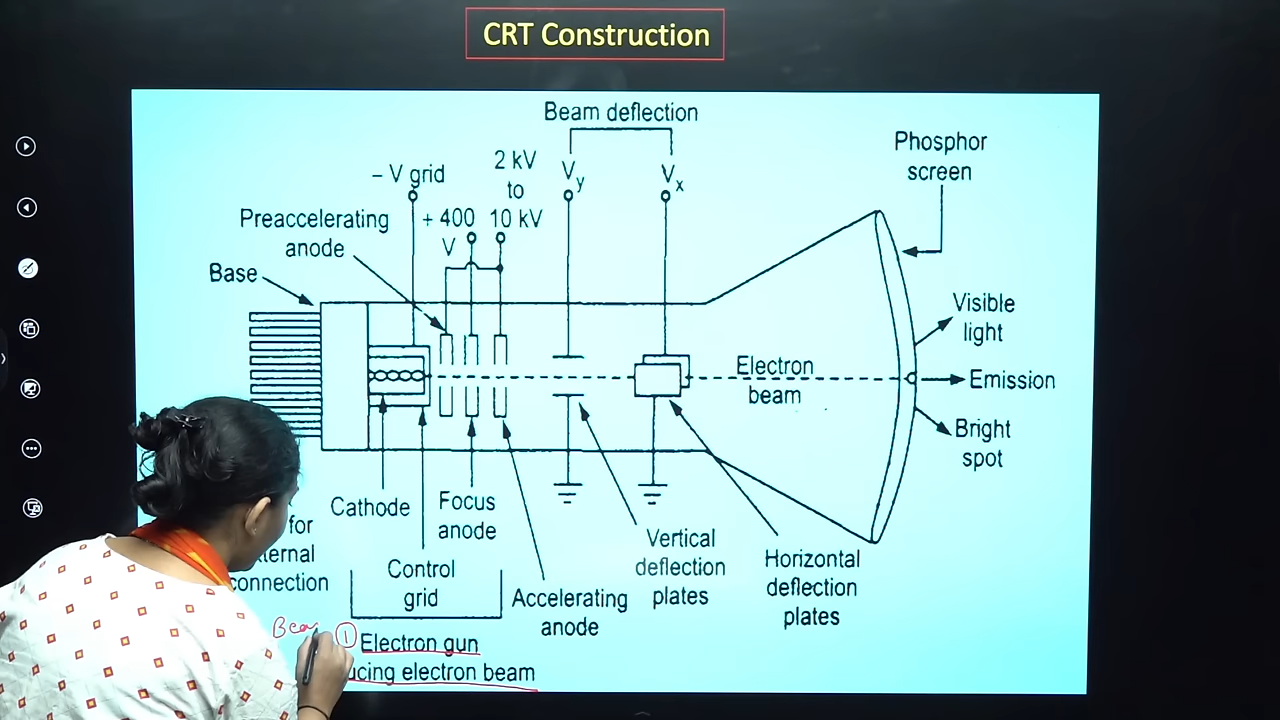 CRT Construction
Beam deflection
Phosphor
screen
2 kV
to
10 kV
− V grid
Vy
Vx
Preaccelerating
anode
+ 400
V
Base
Visible
light
Electron
beam
Emission
Bright
spot
Cathode
Focus
anode
for
connection
Control
grid
Accelerating
anode
Vertical
deflection
plates
Horizontal
deflection
plates
①
Electron gun
electron beam